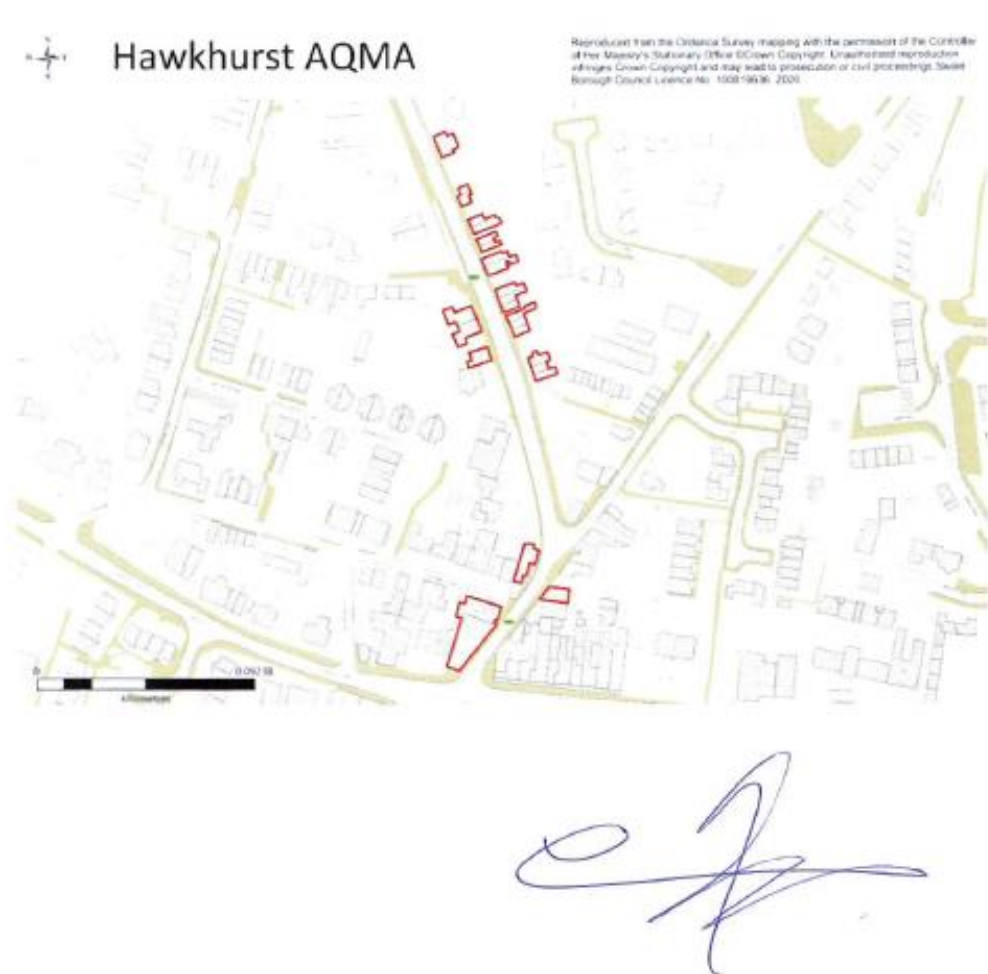 Hawkhurst AQMA
Reproduced from the Ordnance Survey mapping with the permission of the Controller
of Her Majesty's Stationary Office ©Crown Copyright. Unauthorised reproduction
infringes Crown Copyright and may lead to prosecution or civil proceedings. Swale
Borough Council Licence No. 2020
0